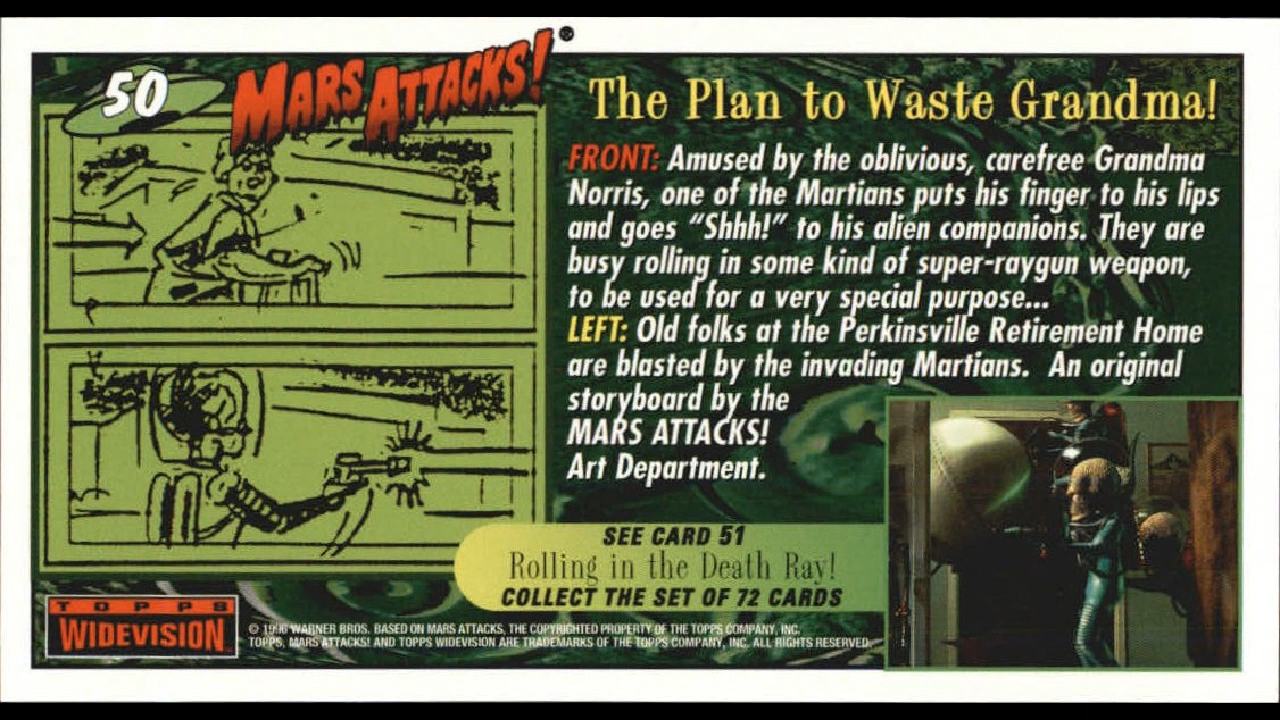 50
MARS ATTACKS!
The Plan to Waste Grandma!
FRONT: Amused by the oblivious, carefree Grandma
Norris, one of the Martians puts his finger to his lips
and goes “Shhh!” to his alien companions. They are
busy rolling in some kind of super-raygun weapon,
to be used for a very special purpose...
LEFT: Old folks at the Perkinsville Retirement Home
are blasted by the invading Martians. An original
storyboard by the
MARS ATTACKS!
Art Department.
SEE CARD 51
Rolling in the Death Ray!
COLLECT THE SET OF 72 CARDS
TOPPS
WIDEVISION
© 1996 WARNER BROS. BASED ON MARS ATTACKS, THE COPYRIGHTED PROPERTY OF THE TOPPS COMPANY, INC.
TOPPS, MARS ATTACKS! AND TOPPS WIDEVISION ARE TRADEMARKS OF THE TOPPS COMPANY, INC. ALL RIGHTS RESERVED.